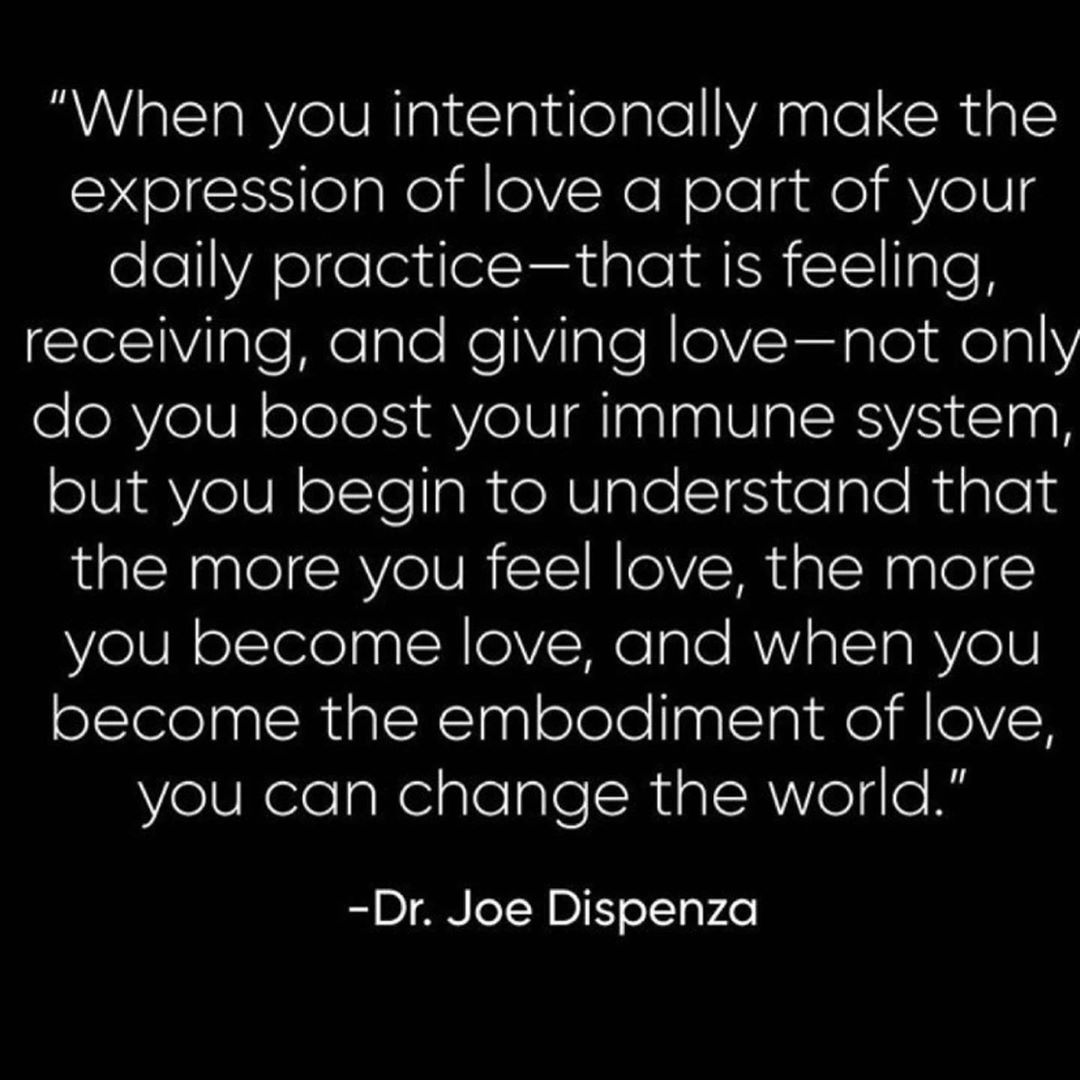 “When you intentionally make the
expression of love a part of your
daily practice—that is feeling,
receiving, and giving love—not only
do you boost your immune system,
but you begin to understand that
the more you feel love, the more
you become love, and when you
become the embodiment of love,
you can change the world.”
-Dr. Joe Dispenza